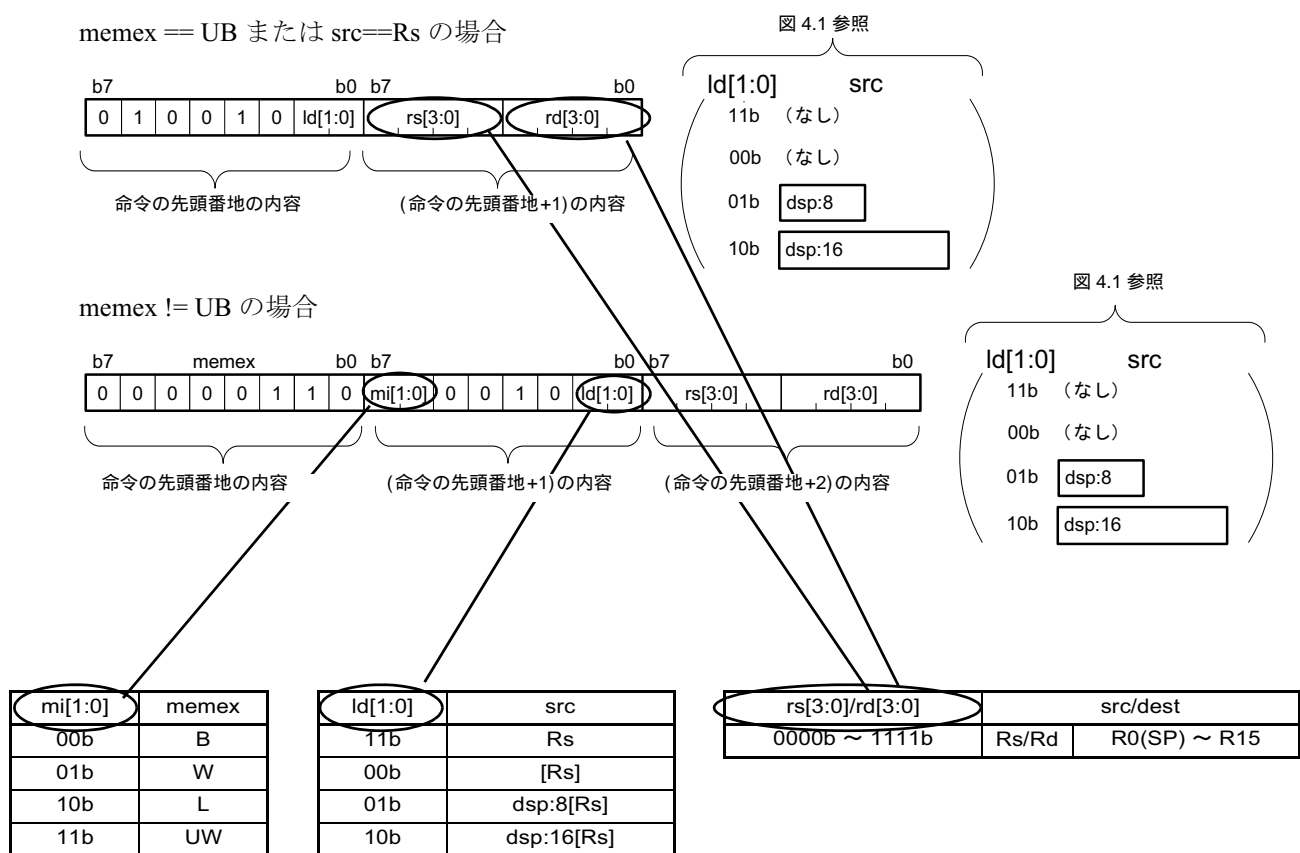 memex == UB または src==Rs の場合
図 4.1 参照
b7 b0 b7 b0
ld[1:0] src
0 1 0 0 1 0 ld[1:0] rs[3:0] rd[3:0]
11b （なし）
00b （なし）
01b dsp:8
10b dsp:16
命令の先頭番地の内容 (命令の先頭番地+1)の内容
memex != UB の場合
図 4.1 参照
b7 memex b0 b7 b0 b7 b0
ld[1:0] src
0 0 0 0 0 1 1 0 mi[1:0] 0 0 1 0 ld[1:0] rs[3:0] rd[3:0]
11b （なし）
00b （なし）
01b dsp:8
10b dsp:16
命令の先頭番地の内容 (命令の先頭番地+1)の内容 (命令の先頭番地+2)の内容
mi[1:0] memex
00b B
01b W
10b L
11b UW
ld[1:0] src
11b Rs
00b [Rs]
01b dsp:8[Rs]
10b dsp:16[Rs]
rs[3:0]/rd[3:0] src/dest
0000b ～ 1111b Rs/Rd R0(SP) ～ R15